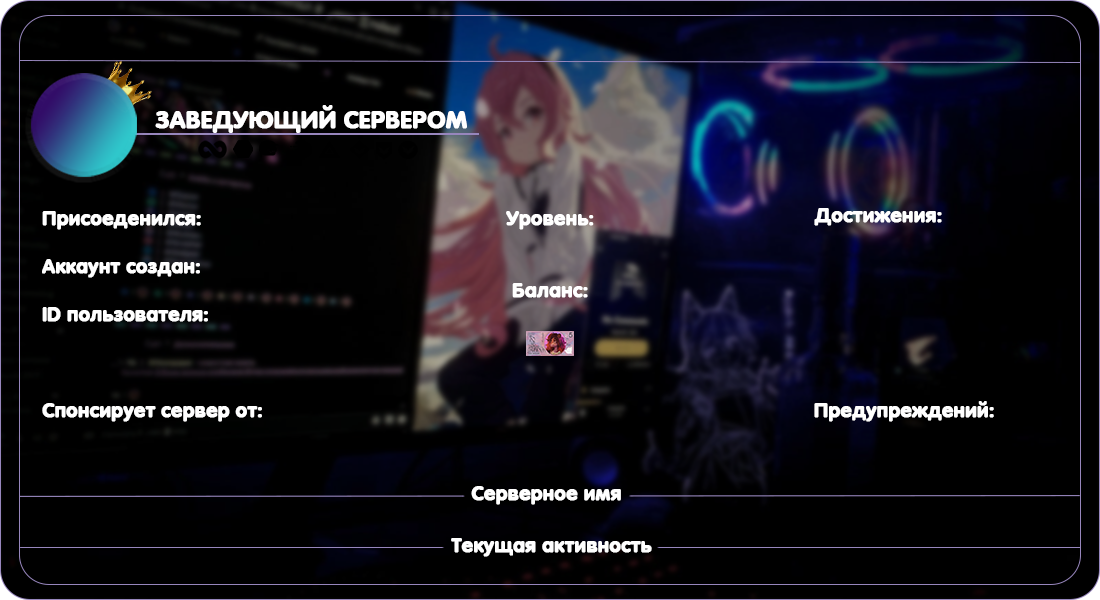 ЗАВЕДУЮЩИЙ СЕРВЕРОМ
Присоеденился:
Уровень:
Достижения:
Аккаунт создан:
Баланс:
ID пользователя:
Спонсирует сервер от:
Предупреждений:
Серверное имя
Текущая активность